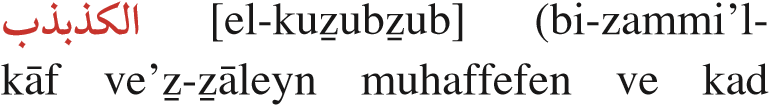 الكذبذب [el-kuẕubẕub] (bi-zammi’l-
kāf ve’ẕ-ẕāleyn muhaffefen ve kad